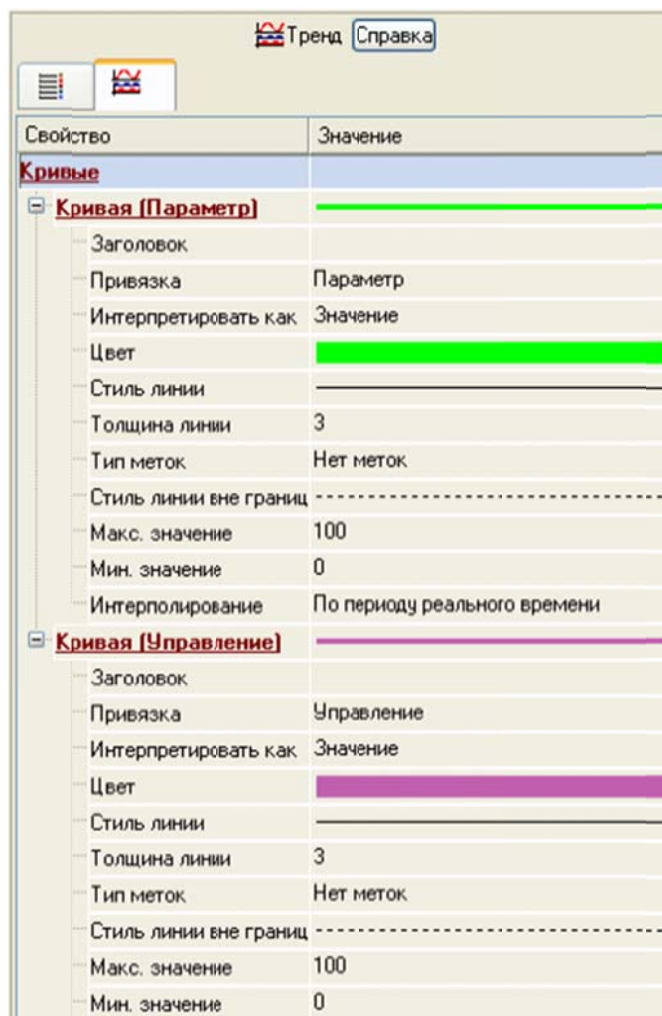 Тренд Справка
Свойство Значение
Кривые
Кривая (Параметр)
Заголовок
Привязка Параметр
Интерпретировать как Значение
Цвет
Стиль линии
Толщина линии 3
Тип меток Нет меток
Стиль линии вне границ
Макс. значение 100
Мин. значение 0
Интерполирование По периоду реального времени
Кривая (Управление)
Заголовок
Привязка Управление
Интерпретировать как Значение
Цвет
Стиль линии
Толщина линии 3
Тип меток Нет меток
Стиль линии вне границ
Макс. значение 100
Мин. значение 0